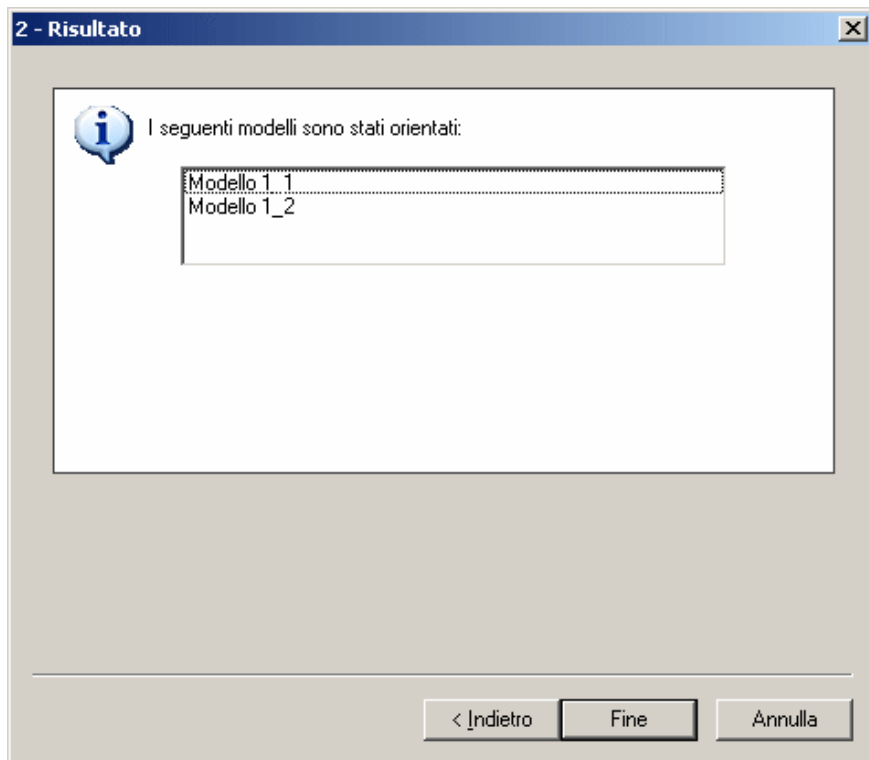 2 - Risultato
I seguenti modelli sono stati orientati:
Modello 1_1
Modello 1_2
< Indietro
Fine
Annulla